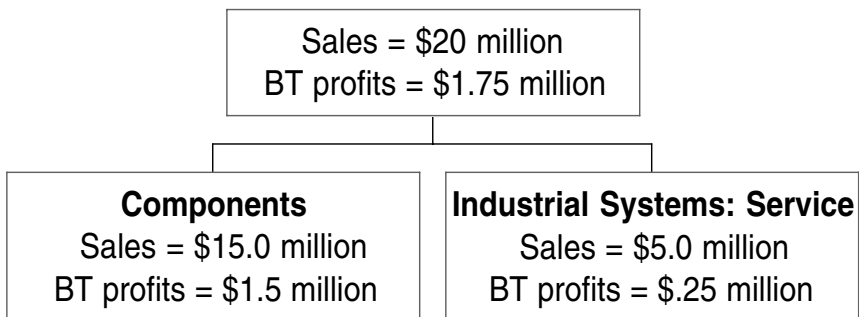 Sales = $20 million
BT profits = $1.75 million
Components
Sales = $15.0 million
BT profits = $1.5 million
Industrial Systems: Service
Sales = $5.0 million
BT profits = $.25 million